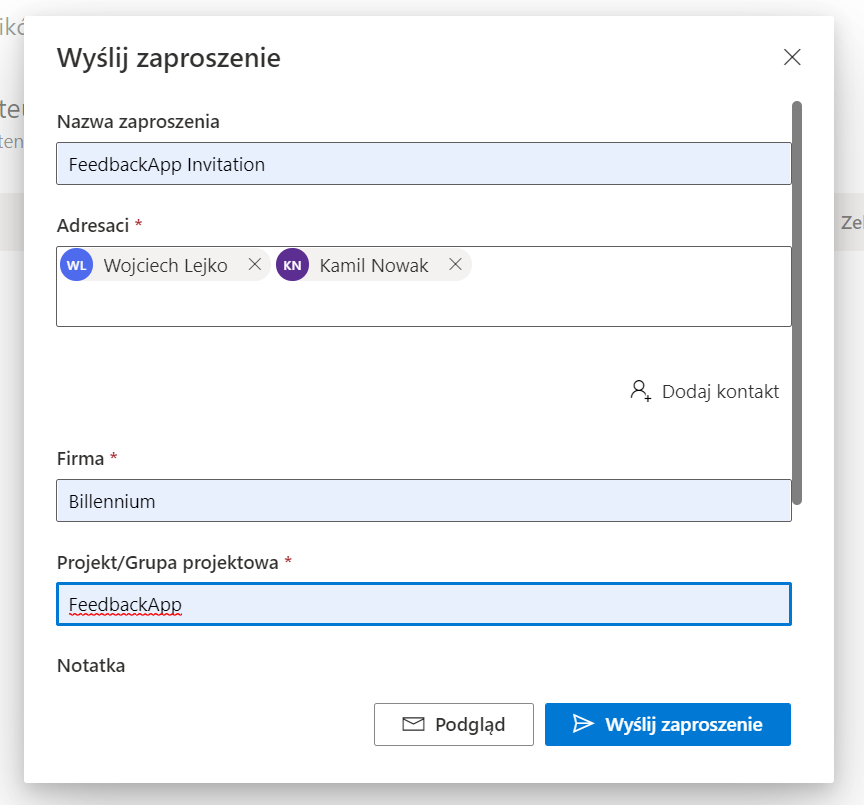 Wyślij zaproszenie
Nazwa zaproszenia
FeedbackApp Invitation
Adresaci *
WL Wojciech Lejko KN Kamil Nowak
Dodaj kontakt
Firma *
Billennium
Projekt/Grupa projektowa *
FeedbackApp
Notatka
Podgląd Wyślij zaproszenie